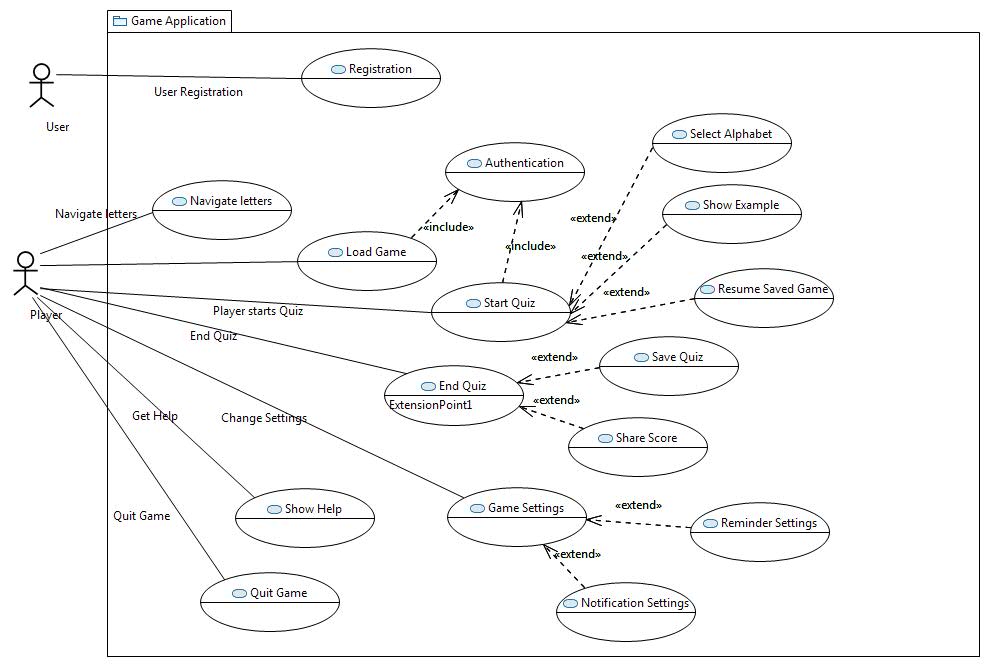 Game Application
Registration
User Registration
User
Select Alphabet
Authentication
Navigate letters
Show Example
Navigate letters
«extend»
«include»
«include»
Load Game
«extend»
Resume Saved Game
«extend»
Start Quiz
Player
Player starts Quiz
End Quiz
«extend»
Save Quiz
End Quiz
ExtensionPoint1
«extend»
Get Help
Change Settings
Share Score
Quit Game
Show Help
Game Settings
«extend»
Reminder Settings
«extend»
Quit Game
Notification Settings